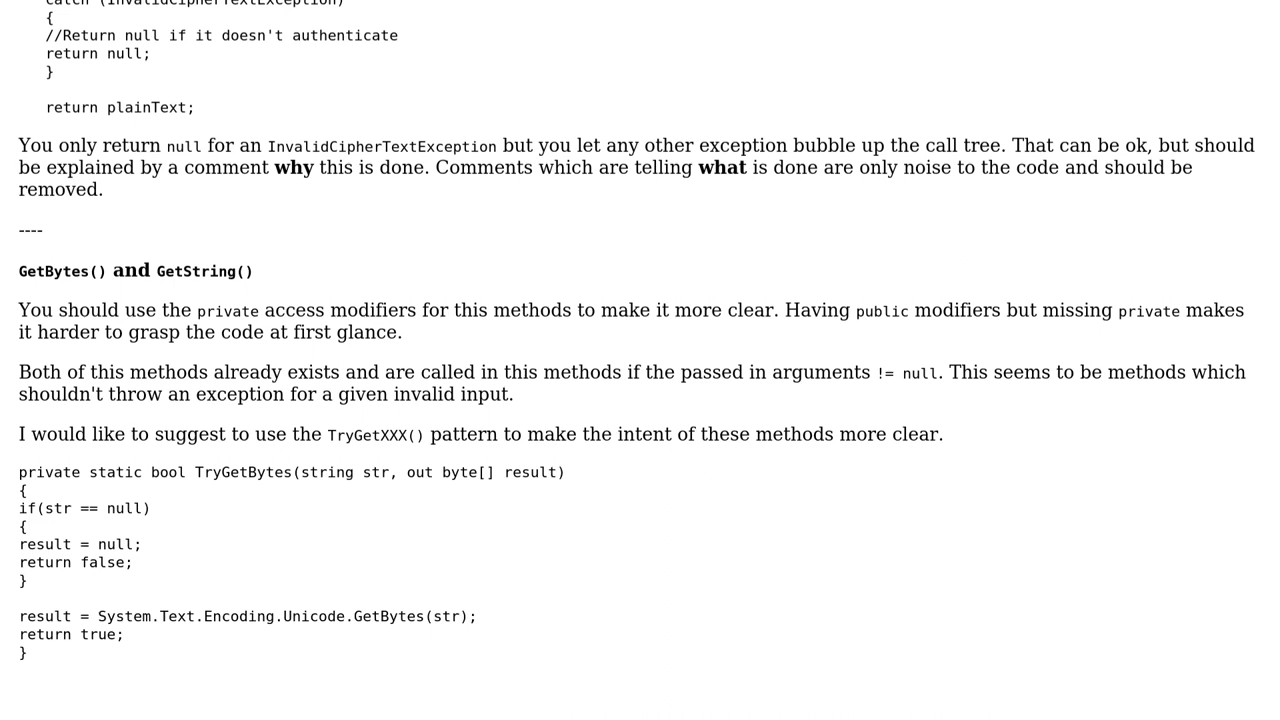 catch (InvalidCipherTextException)
{
//Return null if it doesn't authenticate
return null;
}
return plainText;
You only return null for an InvalidCipherTextException but you let any other exception bubble up the call tree. That can be ok, but should
be explained by a comment why this is done. Comments which are telling what is done are only noise to the code and should be
removed.
----
GetBytes() and GetString()
You should use the private access modifiers for this methods to make it more clear. Having public modifiers but missing private makes
it harder to grasp the code at first glance.
Both of this methods already exists and are called in this methods if the passed in arguments != null. This seems to be methods which
shouldn't throw an exception for a given invalid input.
I would like to suggest to use the TryGetXXX() pattern to make the intent of these methods more clear.
private static bool TryGetBytes(string str, out byte[] result)
{
if(str == null)
{
result = null;
return false;
}
result = System.Text.Encoding.Unicode.GetBytes(str);
return true;
}